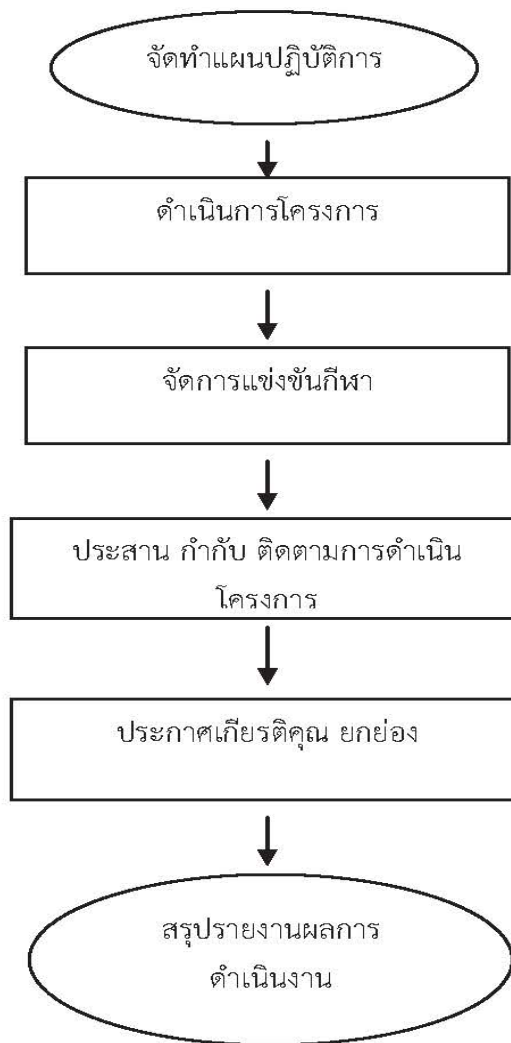 จัดทำแผนปฏิบัติการ
ดำเนินการโครงการ
จัดการแข่งขันกีฬา
ประสาน กำกับ ติดตามการดำเนิน
โครงการ
ประกาศเกียรติคุณ ยกย่อง
สรุปรายงานผลการ
ดำเนินงาน